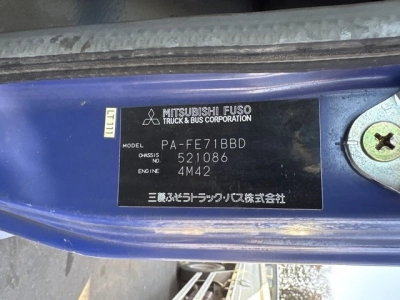 MITSUBISHI FUSO
TRUCK & BUS CORPORATION
MODEL PA-FE71BBD
CHASSIS NO. 521086
ENGINE 4M42
三菱ふそうトラック・バス株式会社
LT111